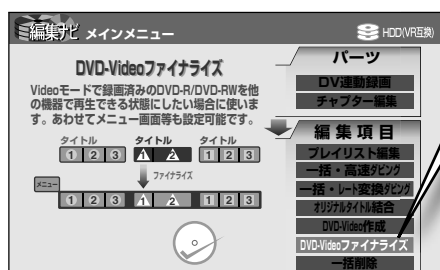 編集ナビ メインメニュー
HDD(VR互換)
DVD-Videoファイナライズ
Videoモードで録画済みのDVD-R/DVD-RWを他
の機器で再生できる状態にしたい場合に使いま
す。あわせてメニュー画面等も設定可能です。
タイトル タイトル タイトル
1 2 3 1 2 1 2 3
ファイナライズ
メニュー
1 2 3 1 2 1 2 3
パーツ
DV連動録画
チャプター編集
編集項目
プレイリスト編集
一括・高速ダビング
一括・レート変換ダビング
オリジナルタイトル結合
DVD-Video作成
DVD-Videoファイナライズ
一括削除